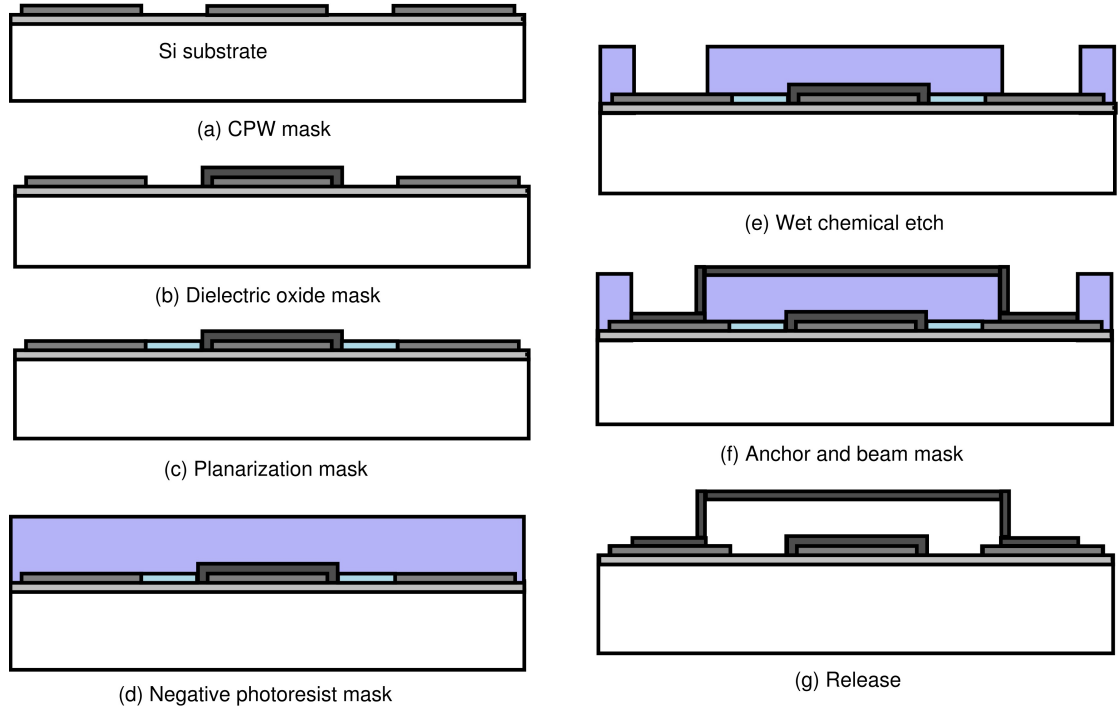 Si substrate
(a) CPW mask
(b) Dielectric oxide mask
(c) Planarization mask
(d) Negative photoresist mask
(e) Wet chemical etch
(f) Anchor and beam mask
(g) Release